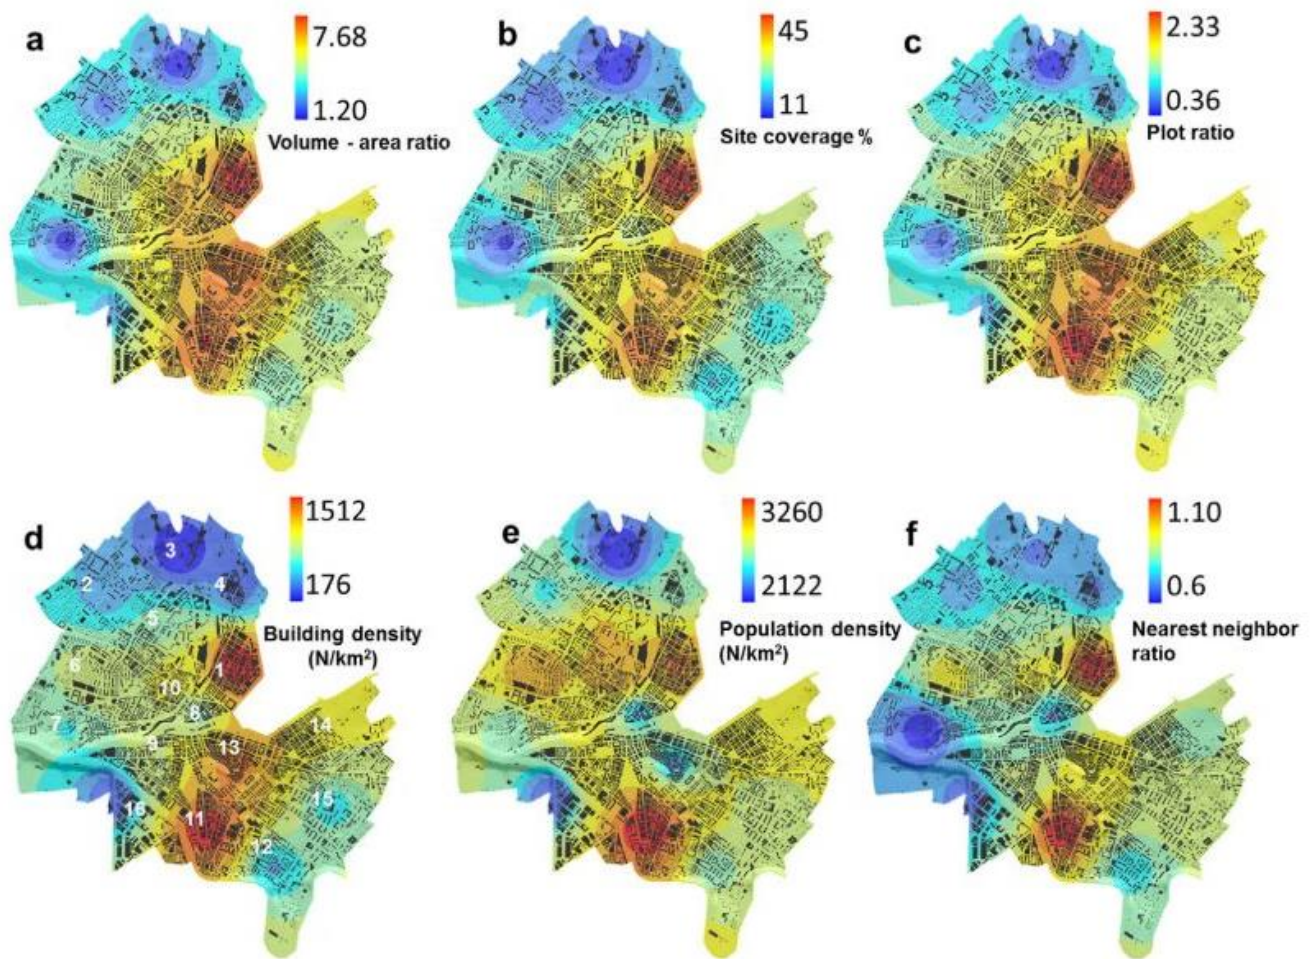 a
7.68
1.20
Volume - area ratio
b
45
11
Site coverage %
c
2.33
0.36
Plot ratio
d
1512
176
Building density
(N/km²)
3
2
4
5
6
1
10
7
8
9
13
14
16
11
15
12
e
3260
2122
Population density
(N/km²)
f
1.10
0.6
Nearest neighbor
ratio